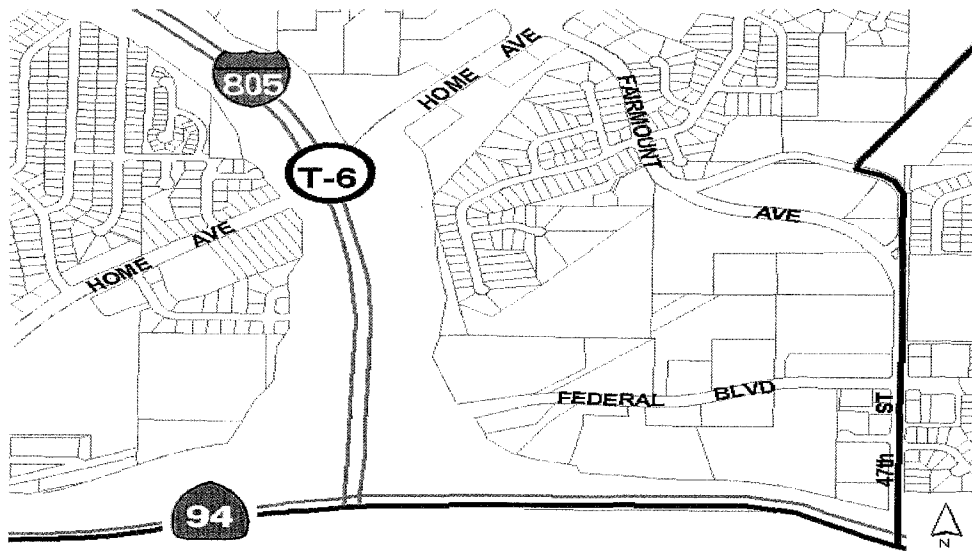 805
HOME AVE
FAIRMOUNT
T-6
AVE
HOME AVE
FEDERAL BLVD
47th ST
94
N